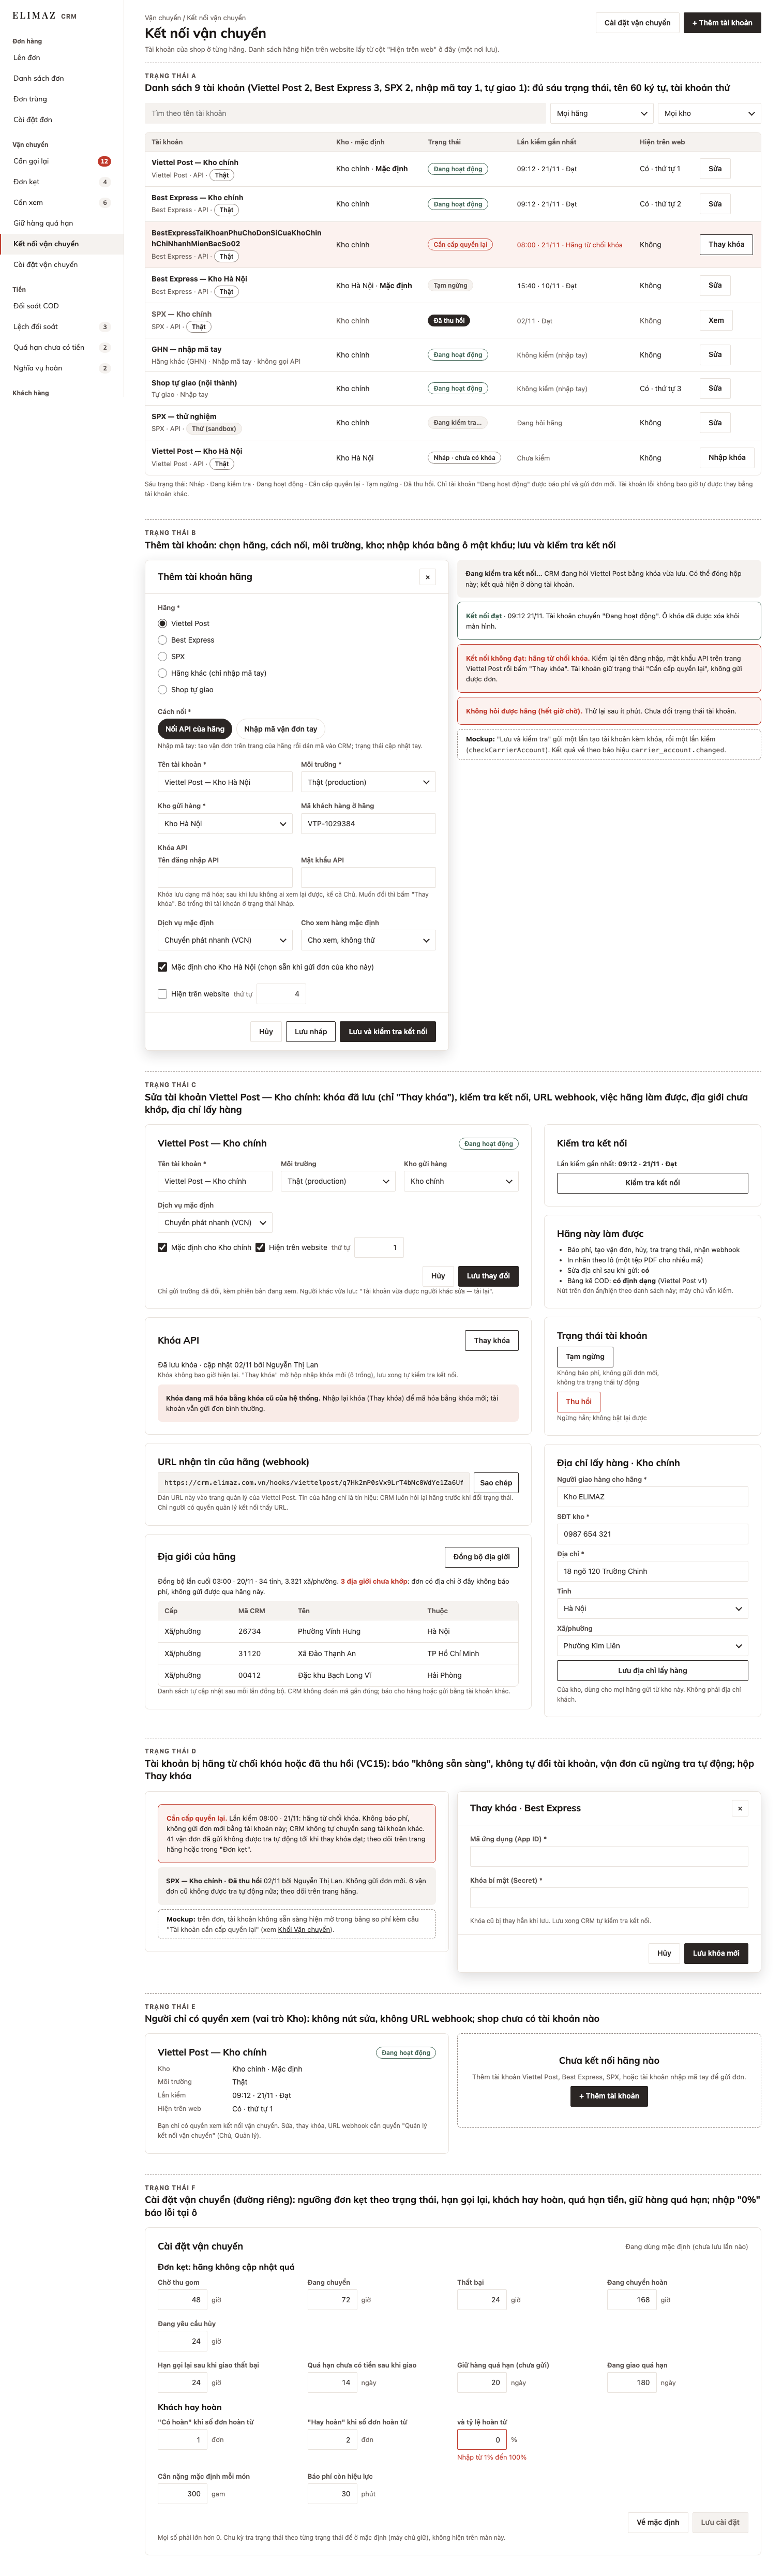 ELIMAZ CRM
Đơn hàng
Lên đơn
Danh sách đơn
Đơn trùng
Cài đặt đơn
Vận chuyển
Cần gọi lại 12
Đơn kẹt 4
Cần xem 6
Giữ hàng quá hạn
Kết nối vận chuyển
Cài đặt vận chuyển
Tiền
Đối soát COD
Lệch đối soát 3
Quá hạn chưa có tiền 2
Nghĩa vụ hoàn 2
Khách hàng
Vận chuyển / Kết nối vận chuyển
Kết nối vận chuyển
Tài khoản của shop ở từng hãng. Danh sách hãng hiện trên website lấy từ cột "Hiện trên web" ở đây (một nơi lưu).
Cài đặt vận chuyển
+ Thêm tài khoản
TRẠNG THÁI A
Danh sách 9 tài khoản (Viettel Post 2, Best Express 3, SPX 2, nhập mã tay 1, tự giao 1): đủ sáu trạng thái, tên 60 ký tự, tài khoản thử
Tìm theo tên tài khoản
Mọi hãng
Mọi kho
Tài khoản Kho · mặc định Trạng thái Lần kiểm gần nhất Hiện trên web
Viettel Post — Kho chính
Viettel Post · API · Thật
Kho chính · Mặc định Đang hoạt động 09:12 · 21/11 · Đạt Có · thứ tự 1 Sửa
Best Express — Kho chính
Best Express · API · Thật
Kho chính Đang hoạt động 09:12 · 21/11 · Đạt Có · thứ tự 2 Sửa
BestExpressTaiKhoanPhuChoDonSiCuaKhoChin
hChiNhanhMienBacSo02
Best Express · API · Thật
Kho chính Cần cấp quyền lại 08:00 · 21/11 · Hãng từ chối khóa Không Thay khóa
Best Express — Kho Hà Nội
Best Express · API · Thật
Kho Hà Nội · Mặc định Tạm ngừng 15:40 · 10/11 · Đạt Không Sửa
SPX — Kho chính
SPX · API · Thật
Kho chính Đã thu hồi 02/11 · Đạt Không Xem
GHN — nhập mã tay
Hãng khác (GHN) · Nhập mã tay · không gọi API
Kho chính Đang hoạt động Không kiểm (nhập tay) Không Sửa
Shop tự giao (nội thành)
Tự giao · Nhập tay
Kho chính Đang hoạt động Không kiểm (nhập tay) Có · thứ tự 3 Sửa
SPX — thử nghiệm
SPX · API · Thử (sandbox)
Kho chính Đang kiểm tra... Đang hỏi hãng Không Sửa
Viettel Post — Kho Hà Nội
Viettel Post · API · Thật
Kho Hà Nội Nháp · chưa có khóa Chưa kiểm Không Nhập khóa
Sáu trạng thái: Nháp · Đang kiểm tra · Đang hoạt động · Cần cấp quyền lại · Tạm ngừng · Đã thu hồi. Chỉ tài khoản "Đang hoạt động" được báo phí và gửi đơn mới. Tài khoản lỗi không bao giờ tự được thay bằng
tài khoản khác.
TRẠNG THÁI B
Thêm tài khoản: chọn hãng, cách nối, môi trường, kho; nhập khóa bằng ô mật khẩu; lưu và kiểm tra kết nối
Thêm tài khoản hãng
×
Hãng *
Viettel Post
Best Express
SPX
Hãng khác (chỉ nhập mã tay)
Shop tự giao
Cách nối *
Nối API của hãng
Nhập mã vận đơn tay
Nhập mã tay: tạo vận đơn trên trang của hãng rồi dán mã vào CRM; trạng thái cập nhật tay.
Tên tài khoản * Môi trường *
Viettel Post — Kho Hà Nội Thật (production)
Kho gửi hàng * Mã khách hàng ở hãng
Kho Hà Nội VTP-1029384
Khóa API
Tên đăng nhập API Mật khẩu API
Khóa lưu dạng mã hóa; sau khi lưu không ai xem lại được, kể cả Chủ. Muốn đổi thì bấm "Thay
khóa". Bỏ trống thì tài khoản ở trạng thái Nháp.
Dịch vụ mặc định Cho xem hàng mặc định
Chuyển phát nhanh (VCN) Cho xem, không thử
Mặc định cho Kho Hà Nội (chọn sẵn khi gửi đơn của kho này)
Hiện trên website thứ tự 4
Hủy
Lưu nháp
Lưu và kiểm tra kết nối
Đang kiểm tra kết nối... CRM đang hỏi Viettel Post bằng khóa vừa lưu. Có thể đóng hộp
này; kết quả hiện ở dòng tài khoản.
Kết nối đạt · 09:12 21/11. Tài khoản chuyển "Đang hoạt động". Ô khóa đã được xóa khỏi
màn hình.
Kết nối không đạt: hãng từ chối khóa. Kiểm lại tên đăng nhập, mật khẩu API trên trang
Viettel Post rồi bấm "Thay khóa". Tài khoản giữ trạng thái "Cần cấp quyền lại", không gửi
được đơn.
Không hỏi được hãng (hết giờ chờ). Thử lại sau ít phút. Chưa đổi trạng thái tài khoản.
Mockup: "Lưu và kiểm tra" gửi một lần tạo tài khoản kèm khóa, rồi một lần kiểm
(checkCarrierAccount). Kết quả về theo báo hiệu carrier_account.changed.
TRẠNG THÁI C
Sửa tài khoản Viettel Post — Kho chính: khóa đã lưu (chỉ "Thay khóa"), kiểm tra kết nối, URL webhook, việc hãng làm được, địa giới chưa
khớp, địa chỉ lấy hàng
Viettel Post — Kho chính
Đang hoạt động
Tên tài khoản * Môi trường Kho gửi hàng
Viettel Post — Kho chính Thật (production) Kho chính
Dịch vụ mặc định
Chuyển phát nhanh (VCN)
Mặc định cho Kho chính Hiện trên website thứ tự 1
Hủy
Lưu thay đổi
Chỉ gửi trường đã đổi, kèm phiên bản đang xem. Người khác vừa lưu: "Tài khoản vừa được người khác sửa — tải lại".
Khóa API
Thay khóa
Đã lưu khóa · cập nhật 02/11 bởi Nguyễn Thị Lan
Khóa không bao giờ hiện lại. "Thay khóa" mở hộp nhập khóa mới (ô trống), lưu xong tự kiểm tra kết nối.
Khóa đang mã hóa bằng khóa cũ của hệ thống. Nhập lại khóa (Thay khóa) để mã hóa bằng khóa mới; tài
khoản vẫn gửi đơn bình thường.
URL nhận tin của hãng (webhook)
https://crm.elimaz.com.vn/hooks/viettelpost/q7Hk2mP0sVx9LrT4bNc8WdYe1Za6Uf
Sao chép
Dán URL này vào trang quản lý của Viettel Post. Tin của hãng chỉ là tín hiệu: CRM luôn hỏi lại hãng trước khi đổi trạng thái.
Chỉ người có quyền quản lý kết nối thấy URL.
Địa giới của hãng
Đồng bộ địa giới
Đồng bộ lần cuối 03:00 · 20/11 · 34 tỉnh, 3.321 xã/phường. 3 địa giới chưa khớp: đơn có địa chỉ ở đây không báo
phí, không gửi được qua hãng này.
Cấp Mã CRM Tên Thuộc
Xã/phường 26734 Phường Vĩnh Hưng Hà Nội
Xã/phường 31120 Xã Đảo Thạnh An TP Hồ Chí Minh
Xã/phường 00412 Đặc khu Bạch Long Vĩ Hải Phòng
Danh sách tự cập nhật sau mỗi lần đồng bộ. CRM không đoán mã gần đúng; báo cho hãng hoặc gửi bằng tài khoản khác.
Kiểm tra kết nối
Lần kiểm gần nhất: 09:12 · 21/11 · Đạt
Kiểm tra kết nối
Hãng này làm được
• Báo phí, tạo vận đơn, hủy, tra trạng thái, nhận webhook
• In nhãn theo lô (một tệp PDF cho nhiều mã)
• Sửa địa chỉ sau khi gửi: có
• Bảng kê COD: có định dạng (Viettel Post v1)
Nút trên đơn ẩn/hiện theo danh sách này; máy chủ vẫn kiểm.
Trạng thái tài khoản
Tạm ngừng
Không báo phí, không gửi đơn mới,
không tra trạng thái tự động
Thu hồi
Ngừng hẳn; không bật lại được
Địa chỉ lấy hàng · Kho chính
Người giao hàng cho hãng *
Kho ELIMAZ
SĐT kho *
0987 654 321
Địa chỉ *
18 ngõ 120 Trường Chinh
Tỉnh
Hà Nội
Xã/phường
Phường Kim Liên
Lưu địa chỉ lấy hàng
Của kho, dùng cho mọi hãng gửi từ kho này. Không phải địa chỉ
khách.
TRẠNG THÁI D
Tài khoản bị hãng từ chối khóa hoặc đã thu hồi (VC15): báo "không sẵn sàng", không tự đổi tài khoản, vận đơn cũ ngừng tra tự động; hộp
Thay khóa
Cần cấp quyền lại. Lần kiểm 08:00 · 21/11: hãng từ chối khóa. Không báo phí,
không gửi đơn mới bằng tài khoản này; CRM không tự chuyển sang tài khoản khác.
41 vận đơn đã gửi không được tra tự động tới khi thay khóa đạt; theo dõi trên trang
hãng hoặc trong "Đơn kẹt".
SPX — Kho chính · Đã thu hồi 02/11 bởi Nguyễn Thị Lan. Không gửi đơn mới. 6 vận
đơn cũ không được tra tự động nữa; theo dõi trên trang hãng.
Mockup: trên đơn, tài khoản không sẵn sàng hiện mờ trong bảng so phí kèm câu
"Tài khoản cần cấp quyền lại" (xem Khối Vận chuyển).
Thay khóa · Best Express
×
Mã ứng dụng (App ID) *
Khóa bí mật (Secret) *
Khóa cũ bị thay hẳn khi lưu. Lưu xong CRM tự kiểm tra kết nối.
Hủy
Lưu khóa mới
TRẠNG THÁI E
Người chỉ có quyền xem (vai trò Kho): không nút sửa, không URL webhook; shop chưa có tài khoản nào
Viettel Post — Kho chính
Đang hoạt động
Kho Kho chính · Mặc định
Môi trường Thật
Lần kiểm 09:12 · 21/11 · Đạt
Hiện trên web Có · thứ tự 1
Bạn chỉ có quyền xem kết nối vận chuyển. Sửa, thay khóa, URL webhook cần quyền "Quản lý
kết nối vận chuyển" (Chủ, Quản lý).
Chưa kết nối hãng nào
Thêm tài khoản Viettel Post, Best Express, SPX, hoặc tài khoản nhập mã tay để gửi đơn.
+ Thêm tài khoản
TRẠNG THÁI F
Cài đặt vận chuyển (đường riêng): ngưỡng đơn kẹt theo trạng thái, hạn gọi lại, khách hay hoàn, quá hạn tiền, giữ hàng quá hạn; nhập "0%"
báo lỗi tại ô
Cài đặt vận chuyển
Đang dùng mặc định (chưa lưu lần nào)
Đơn kẹt: hãng không cập nhật quá
Chờ thu gom Đang chuyển Thất bại Đang chuyển hoàn
48 giờ 72 giờ 24 giờ 168 giờ
Đang yêu cầu hủy
24 giờ
Hạn gọi lại sau khi giao thất bại Quá hạn chưa có tiền sau khi giao Giữ hàng quá hạn (chưa gửi) Đang giao quá hạn
24 giờ 14 ngày 20 ngày 180 ngày
Khách hay hoàn
"Có hoàn" khi số đơn hoàn từ "Hay hoàn" khi số đơn hoàn từ và tỷ lệ hoàn từ
1 đơn 2 đơn 0 %
Nhập từ 1% đến 100%
Cân nặng mặc định mỗi món Báo phí còn hiệu lực
300 gam 30 phút
Về mặc định
Lưu cài đặt
Mọi số phải lớn hơn 0. Chu kỳ tra trạng thái theo từng trạng thái để ở mặc định (máy chủ giữ), không hiện trên màn này.